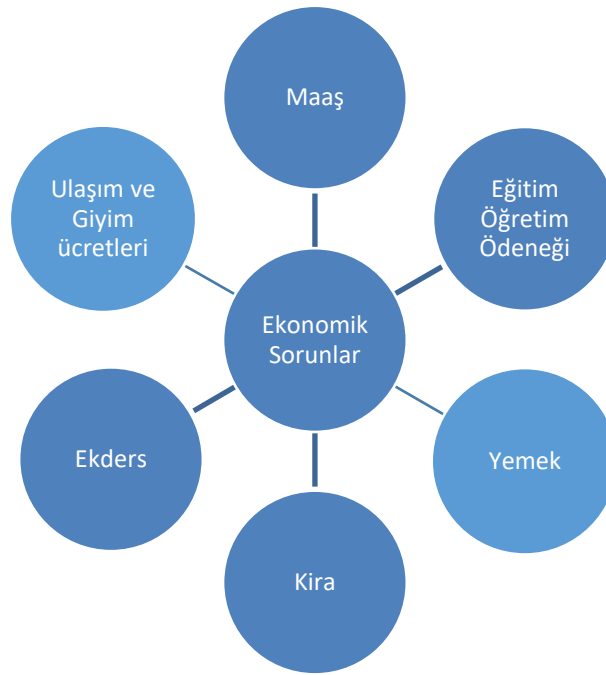 Maaş
Ulaşım ve
Giyim
ücretleri
Eğitim
Öğretim
Ödeneği
Ekonomik
Sorunlar
Ekders
Yemek
Kira